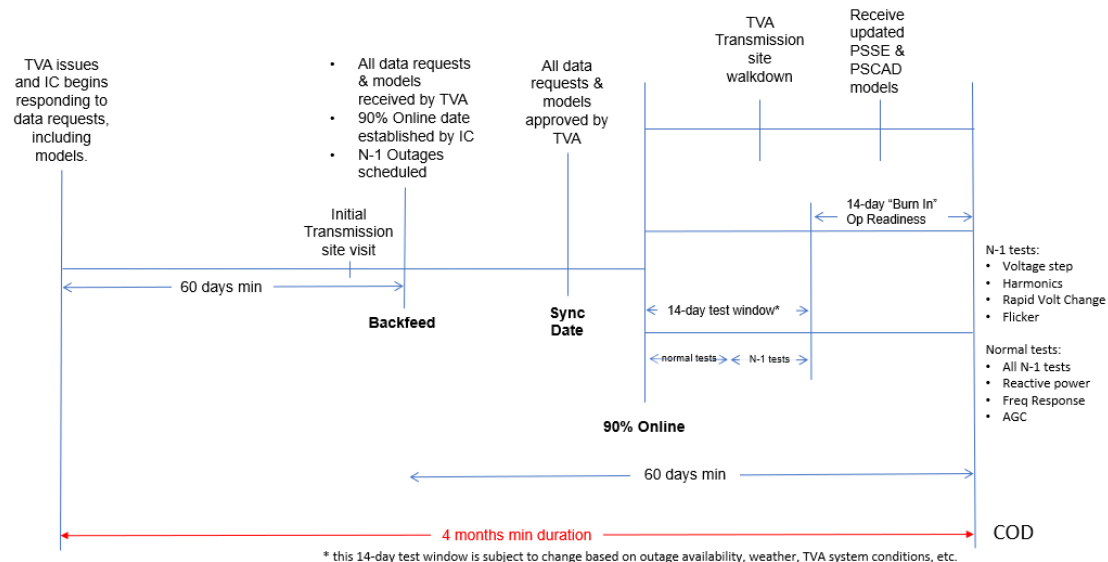 TVA issues
and IC begins
responding to
data requests,
including
models.
• All data requests
& models
received by TVA
• 90% Online date
established by IC
• N-1 Outages
scheduled
Initial
Transmission
site visit
All data
requests &
models
approved by
TVA
TVA
Transmission
site
walkdown
Receive
updated
PSSE &
PSCAD
models
14-day “Burn In”
Op Readiness
60 days min
Backfeed
Sync
Date
14-day test window*
normal tests
N-1 tests
90% Online
N-1 tests:
• Voltage step
• Harmonics
• Rapid Volt Change
• Flicker
Normal tests:
• All N-1 tests
• Reactive power
• Freq Response
• AGC
60 days min
4 months min duration
COD
* this 14-day test window is subject to change based on outage availability, weather, TVA system conditions, etc.